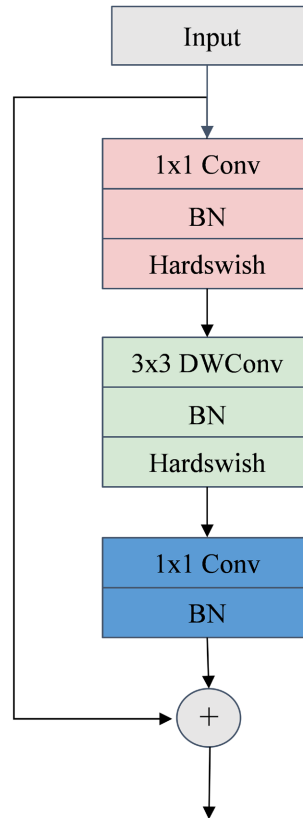 Input
1x1 Conv
BN
Hardswish
3x3 DWConv
BN
Hardswish
1x1 Conv
BN
+